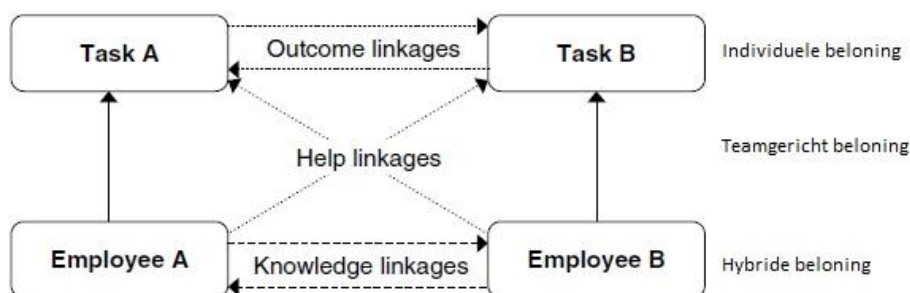 Task A
Outcome linkages
Task B
Individuele beloning
Help linkages
Teamgericht beloning
Employee A
Knowledge linkages
Employee B
Hybride beloning